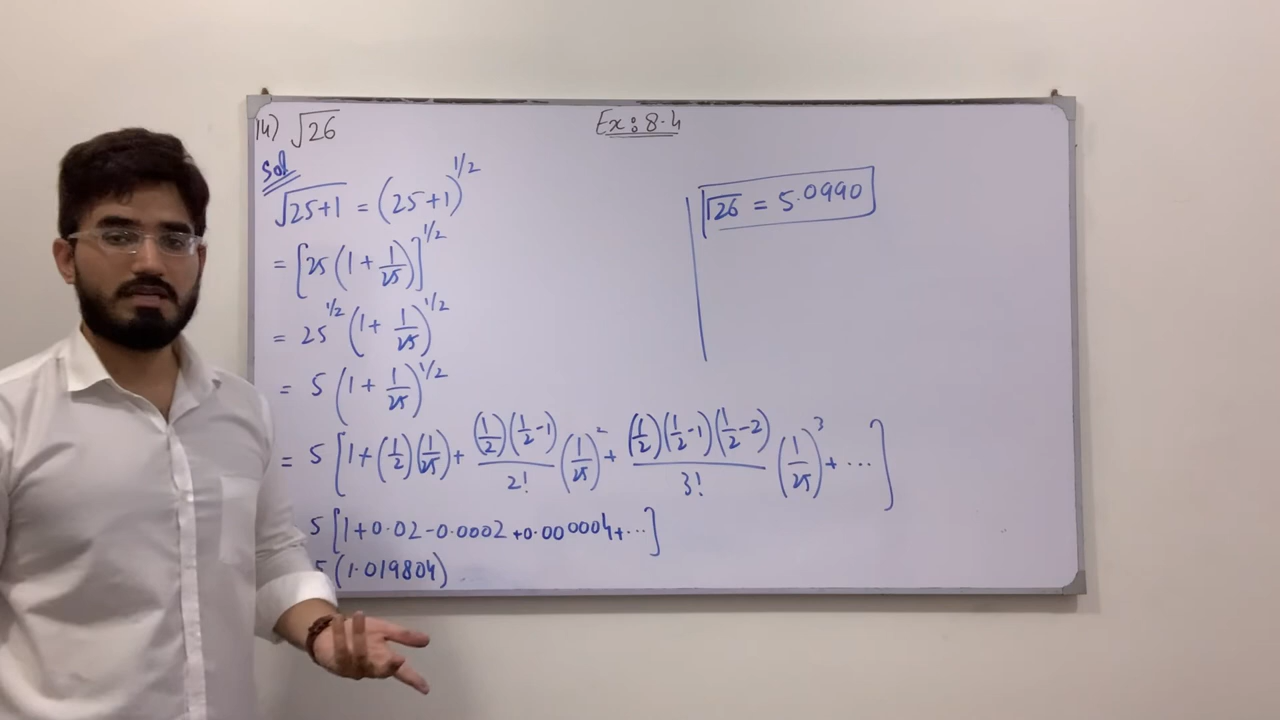 14) √26
Ex: 8.4
Sol
√25+1 = (25+1)^1/2
= [25(1 + 1/25)]^1/2
= 25^1/2 (1 + 1/25)^1/2
= 5 (1 + 1/25)^1/2
= 5 [1 + (1/2)(1/25) + (1/2)(1/2-1)/2! (1/25)^2 + (1/2)(1/2-1)(1/2-2)/3! (1/25)^3 + ...]
5 [1+0.02-0.0002 +0.000004+...]
5 (1.019804)
√26 = 5.0990